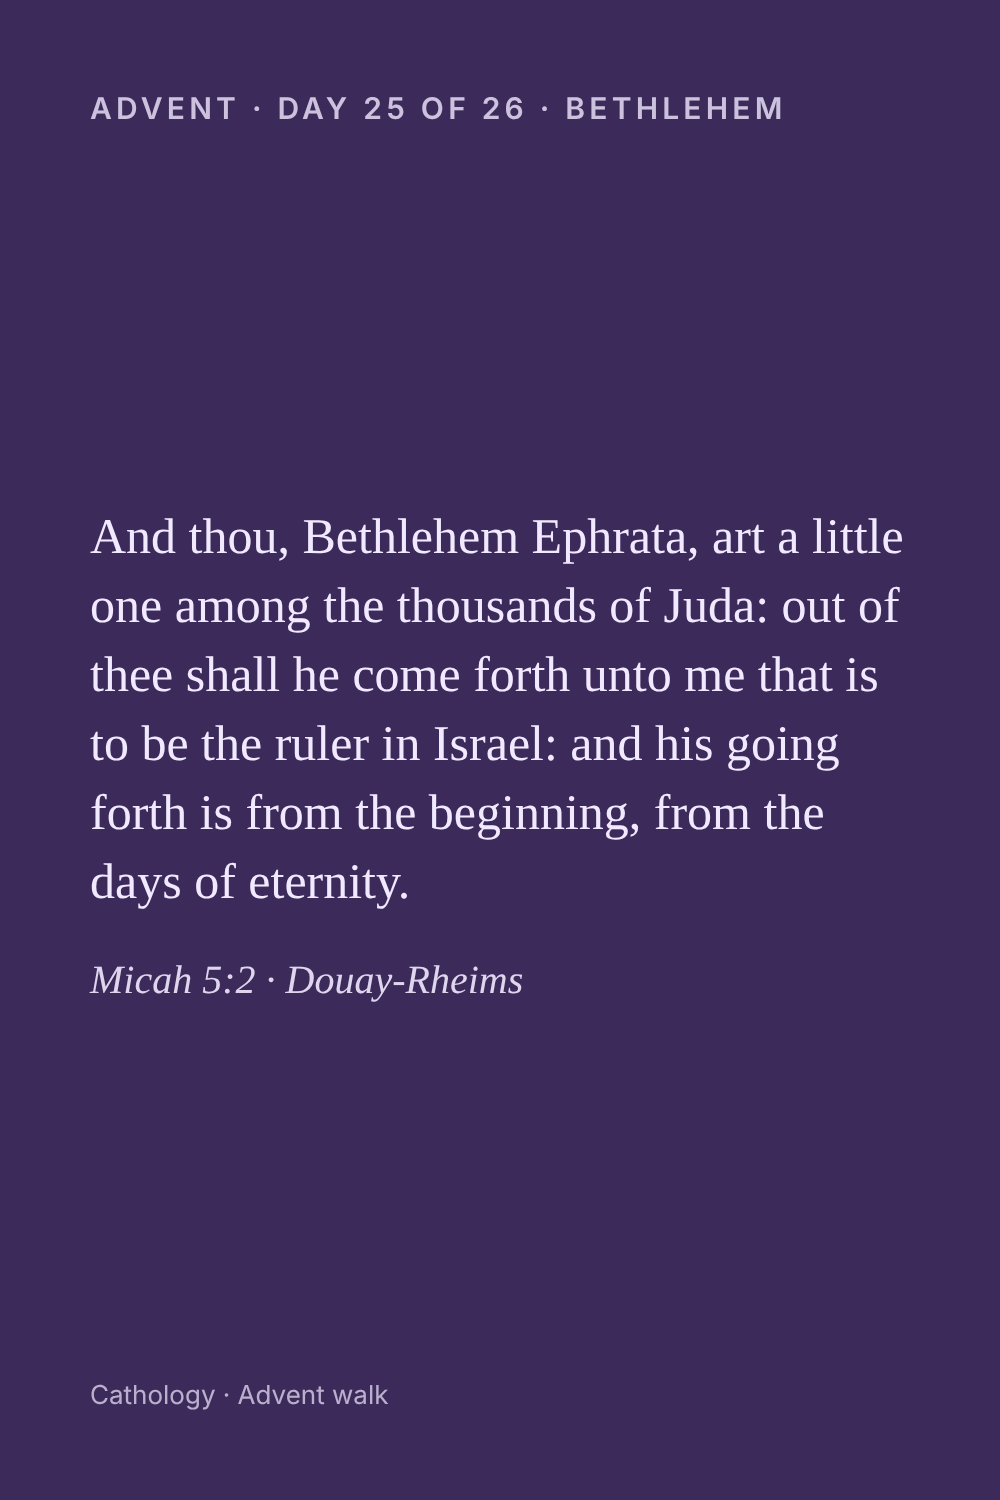 ADVENT · DAY 25 OF 26 · BETHLEHEM
And thou, Bethlehem Ephrata, art a little
one among the thousands of Juda: out of
thee shall he come forth unto me that is
to be the ruler in Israel: and his going
forth is from the beginning, from the
days of eternity.
Micah 5:2 · Douay-Rheims
Cathology · Advent walk